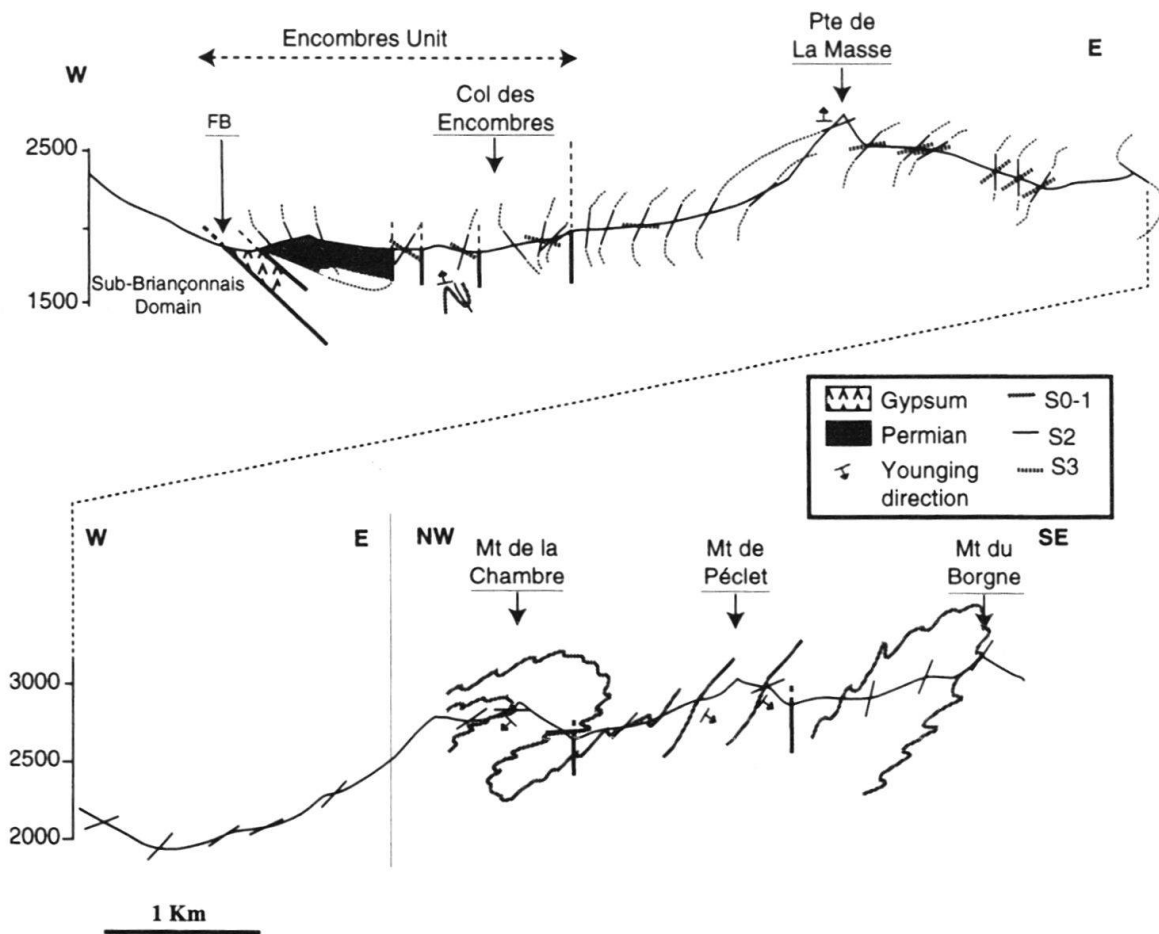 Encombres Unit
Pte de
La Masse
W
E
Col des
Encombres
FB
2500
1500
Sub-Briançonnais
Domain
Gypsum
S0-1
Permian
S2
Younging
direction
S3
W
E
NW
SE
Mt de la
Chambre
Mt de
Péclet
Mt du
Borgne
3000
2500
2000
1 Km